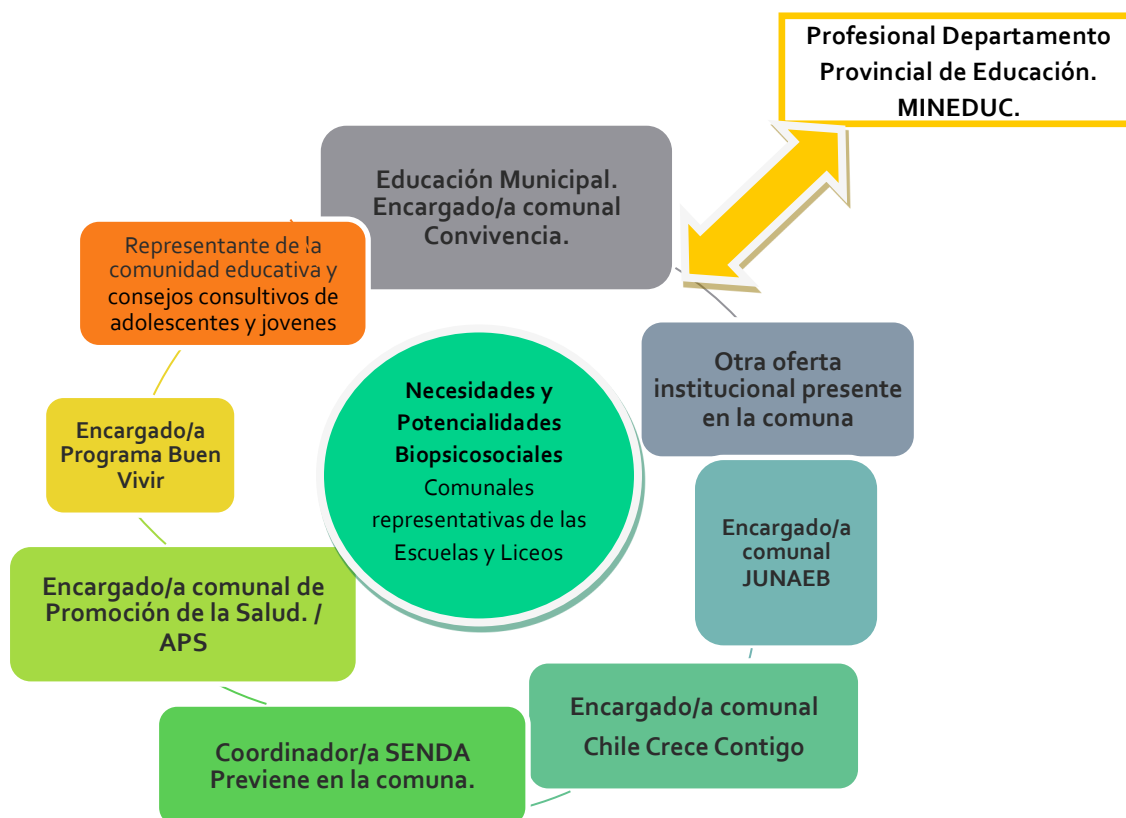 Profesional Departamento
Provincial de Educación.
MINEDUC.
Educación Municipal.
Encargado/a comunal
Convivencia.
Representante de la
comunidad educativa y
consejos consultivos de
adolescentes y jovenes
Otra oferta
institucional presente
en la comuna
Necesidades y
Potencialidades
Biopsicosociales
Comunales
representativas de las
Escuelas y Liceos
Encargado/a
Programa Buen
Vivir
Encargado/a
comunal
JUNAEB
Encargado/a comunal de
Promoción de la Salud. /
APS
Encargado/a comunal
Chile Crece Contigo
Coordinador/a SENDA
Previene en la comuna.